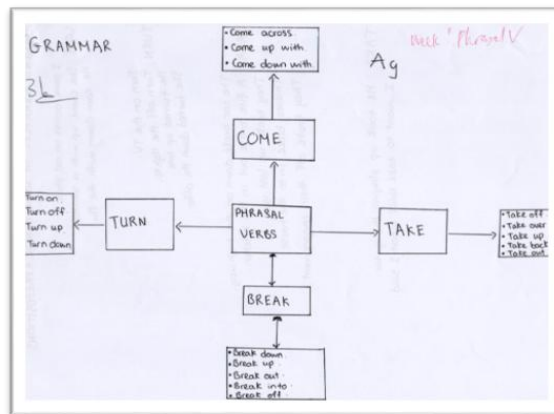 GRAMMAR
Week' Phrasal V
Ag
• Come across.
• Come up with.
• Come down with.
COME
Turn on
Turn off
Turn up
Turn down
TURN
PHRASAL
VERBS
TAKE
• Take off.
• Take over
• Take up
• Take back
• Take out
BREAK
• Break down.
• Break up.
• Break out.
• Break into.
• Break off.